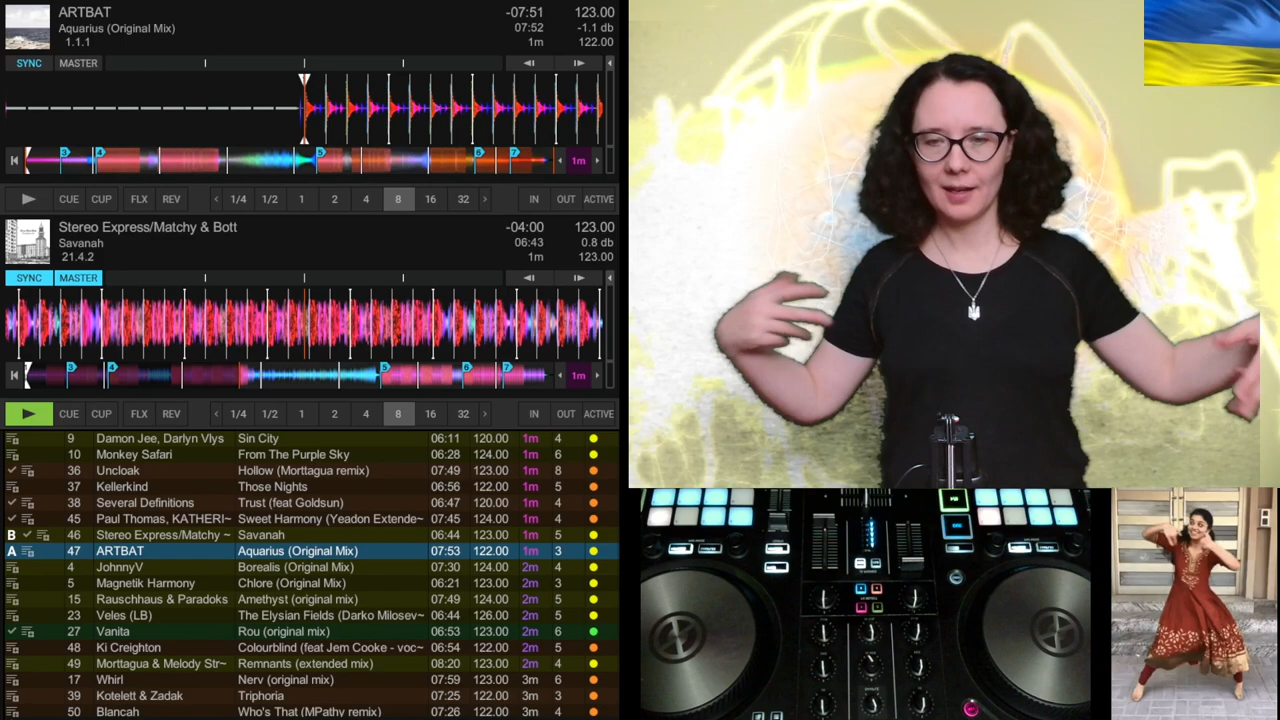 ARTBAT -07:51 123.00
Aquarius (Original Mix) 07:52 -1.1 db
1.1.1 1m 122.00
SYNC MASTER
3 4 5 6 7 1m
CUE CUP FLX REV 1/4 1/2 1 2 4 8 16 32 IN OUT ACTIVE
Stereo Express/Matchy & Bott -04:00 123.00
Savanah 06:43 0.8 db
21.4.2 1m 123.00
SYNC MASTER
3 4 5 6 7 1m
CUE CUP FLX REV 1/4 1/2 1 2 4 8 16 32 IN OUT ACTIVE
9 Damon Jee, Darlyn Vlys Sin City 06:11 120.00 1m 4
10 Monkey Safari From The Purple Sky 06:28 124.00 1m 6
36 Uncloak Hollow (Morttagua remix) 07:49 123.00 1m 8
37 Kellerkind Those Nights 06:56 122.00 1m 5
38 Several Definitions Trust (feat Goldsun) 06:47 120.00 1m 4
45 Paul Thomas, KATHERI~ Sweet Harmony (Yeadon Extende~ 07:45 124.00 1m 4
B Stereo Express/Matchy ~ Savanah 06:44 123.00 1m 5
A 47 ARTBAT Aquarius (Original Mix) 07:53 122.00 1m 5
4 JohnnyV Borealis (Original Mix) 07:30 124.00 2m 4
5 Magnetik Harmony Chlore (Original Mix) 06:21 123.00 2m 3
15 Rauschhaus & Paradoks Amethyst (original mix) 07:49 124.00 2m 5
23 Veles (LB) The Elysian Fields (Darko Milosev~ 06:44 126.00 2m 5
27 Vanita Rou (original mix) 06:53 123.00 2m 6
48 Ki Creighton Colourblind (feat Jem Cooke - voc~ 06:54 122.00 2m 5
49 Morttagua & Melody Str~ Remnants (extended mix) 08:20 123.00 2m 4
17 Whirl Nerv (original mix) 07:59 123.00 3m 6
39 Kotelett & Zadak Triphoria 07:25 122.00 3m 3
50 Blancah Who's That (MPathy remix) 07:26 122.00 3m 4